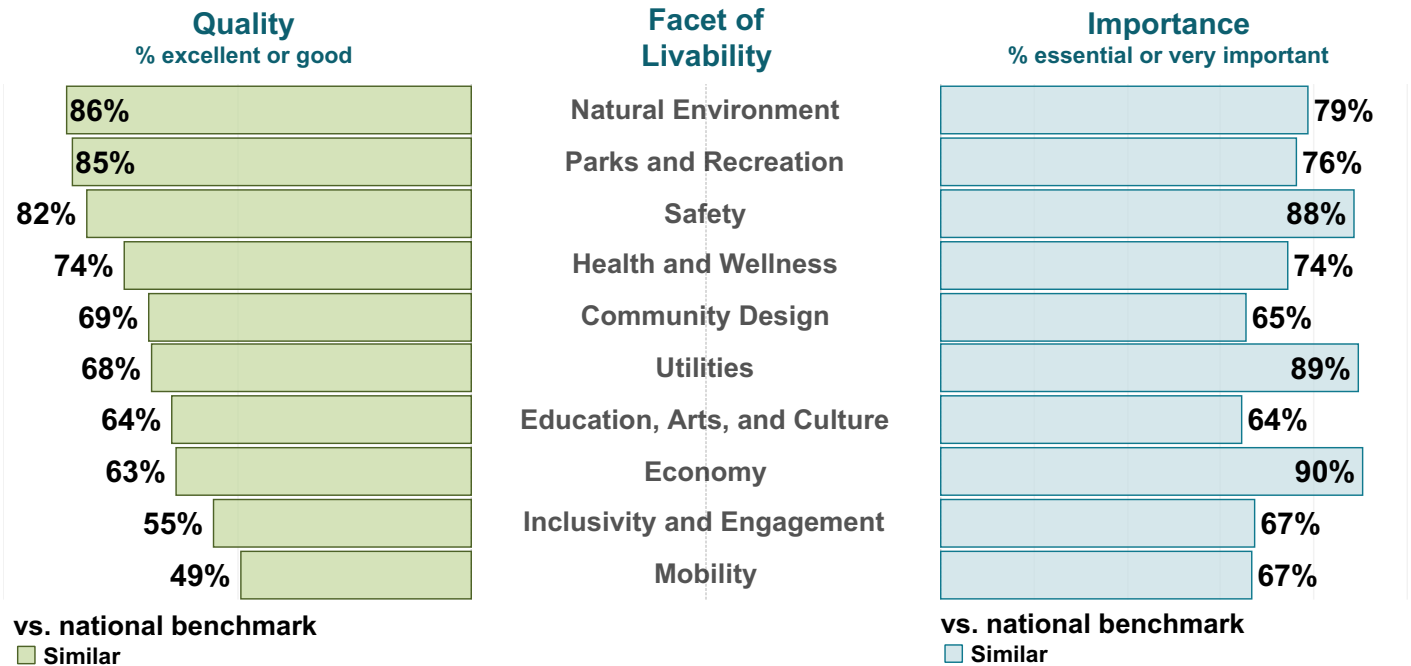 Quality
% excellent or good
Facet of
Livability
Importance
% essential or very important
86%
Natural Environment
79%
85%
Parks and Recreation
76%
82%
Safety
88%
74%
Health and Wellness
74%
69%
Community Design
65%
68%
Utilities
89%
64%
Education, Arts, and Culture
64%
63%
Economy
90%
55%
Inclusivity and Engagement
67%
49%
Mobility
67%
vs. national benchmark
Similar
vs. national benchmark
Similar